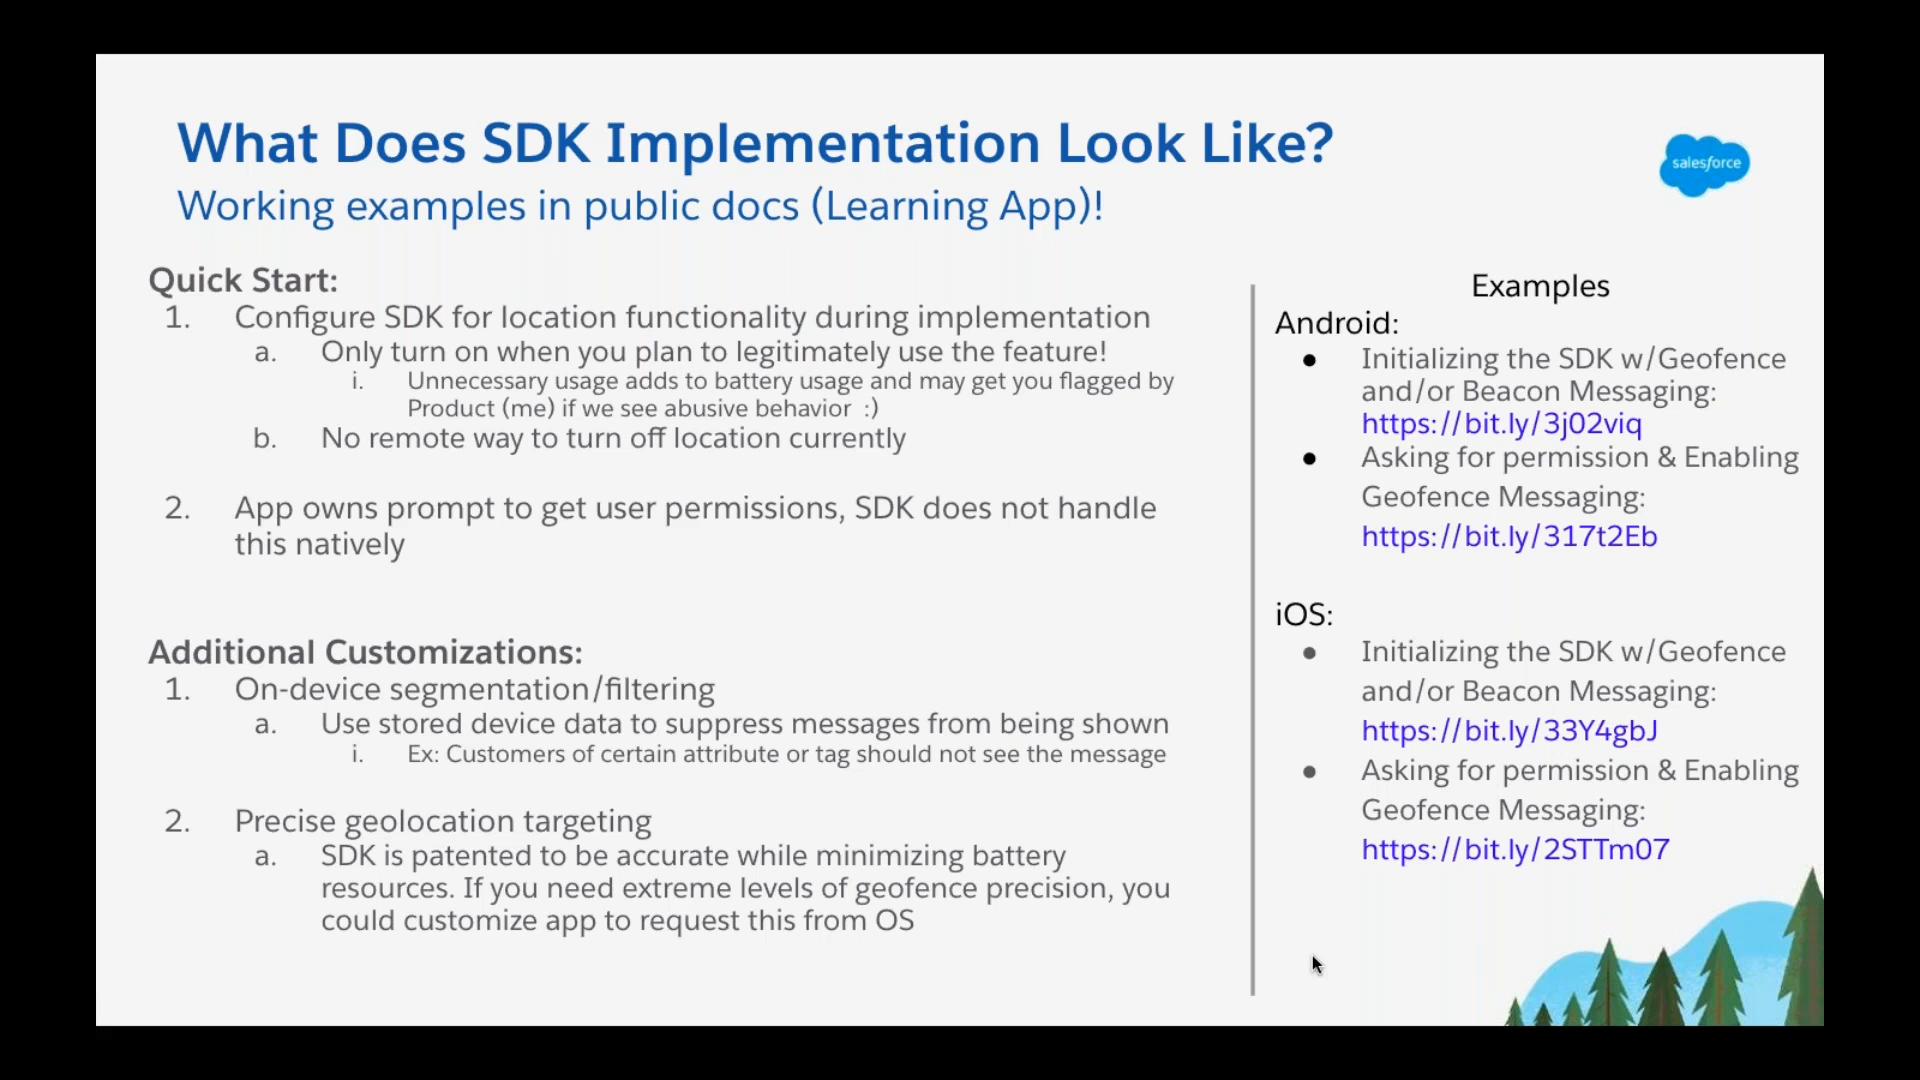 What Does SDK Implementation Look Like?
Working examples in public docs (Learning App)!
salesforce
Quick Start:
1. Configure SDK for location functionality during implementation
a. Only turn on when you plan to legitimately use the feature!
i. Unnecessary usage adds to battery usage and may get you flagged by
Product (me) if we see abusive behavior :)
b. No remote way to turn off location currently
2. App owns prompt to get user permissions, SDK does not handle
this natively
Additional Customizations:
1. On-device segmentation/filtering
a. Use stored device data to suppress messages from being shown
i. Ex: Customers of certain attribute or tag should not see the message
2. Precise geolocation targeting
a. SDK is patented to be accurate while minimizing battery
resources. If you need extreme levels of geofence precision, you
could customize app to request this from OS
Examples
Android:
● Initializing the SDK w/Geofence
and/or Beacon Messaging:
https://bit.ly/3j02viq
● Asking for permission & Enabling
Geofence Messaging:
https://bit.ly/317t2Eb
iOS:
● Initializing the SDK w/Geofence
and/or Beacon Messaging:
https://bit.ly/33Y4gbJ
● Asking for permission & Enabling
Geofence Messaging:
https://bit.ly/2STTm07